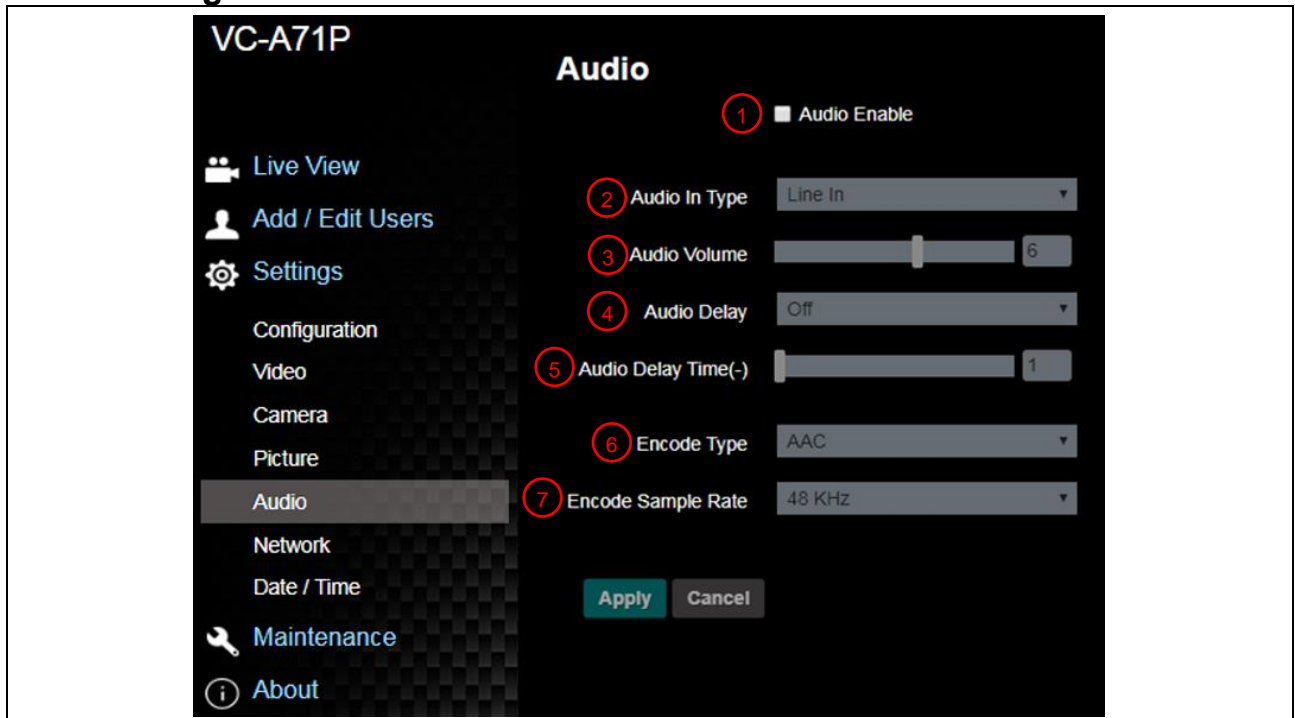 VC-A71P
Audio
1 Audio Enable
Live View
Add / Edit Users
Settings
Configuration
Video
Camera
Picture
Audio
Network
Date / Time
Maintenance
About
2 Audio In Type Line In
3 Audio Volume 6
4 Audio Delay Off
5 Audio Delay Time(-) 1
6 Encode Type AAC
7 Encode Sample Rate 48 KHz
Apply Cancel